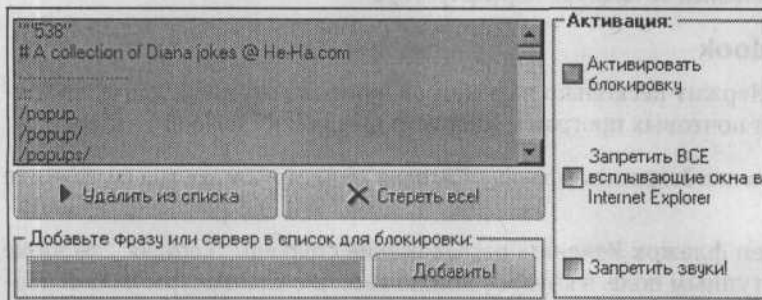 ""538"
# A collection of Diana jokes @ He-Ha.com
------------------
/popup.
/popup/
/popups/
Удалить из списка
Стереть все!
Добавьте фразу или сервер в список для блокировки:
Добавить!
Активация:
Активировать
блокировку
Запретить ВСЕ
всплывающие окна в
Internet Explorer
Запретить звуки!